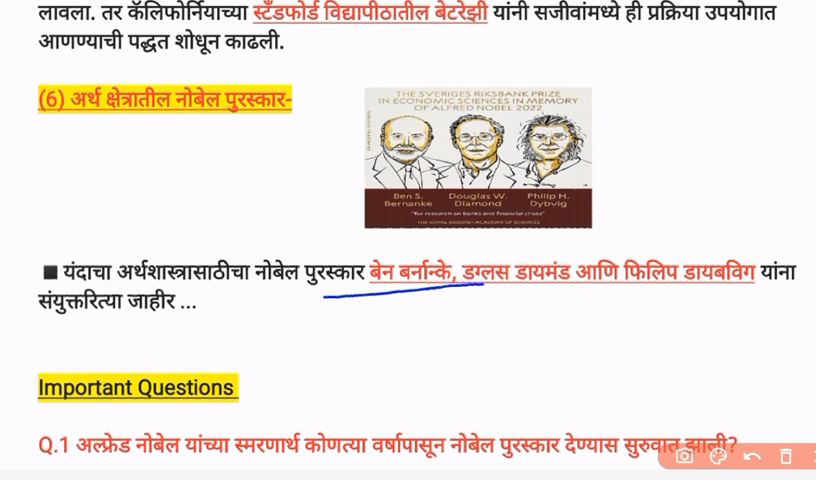 लावला. तर कॅलिफोर्नियाच्या स्टँडफोर्ड विद्यापीठातील बेटरेझी यांनी सजीवांमध्ये ही प्रक्रिया उपयोगात
आणण्याची पद्धत शोधून काढली.
(6) अर्थ क्षेत्रातील नोबेल पुरस्कार-
THE SVERIGES RIKSBANK PRIZE
IN ECONOMIC SCIENCES IN MEMORY
OF ALFRED NOBEL 2022
Ben S. Bernanke
Douglas W. Diamond
Philip H. Dybvig
"for research on banks and financial crises"
THE ROYAL SWEDISH ACADEMY OF SCIENCES
■ यंदाचा अर्थशास्त्रासाठीचा नोबेल पुरस्कार बेन बर्नान्के, डग्लस डायमंड आणि फिलिप डायबविग यांना
संयुक्तरित्या जाहीर ...
Important Questions
Q.1 अल्फ्रेड नोबेल यांच्या स्मरणार्थ कोणत्या वर्षापासून नोबेल पुरस्कार देण्यास सुरुवात झाली?